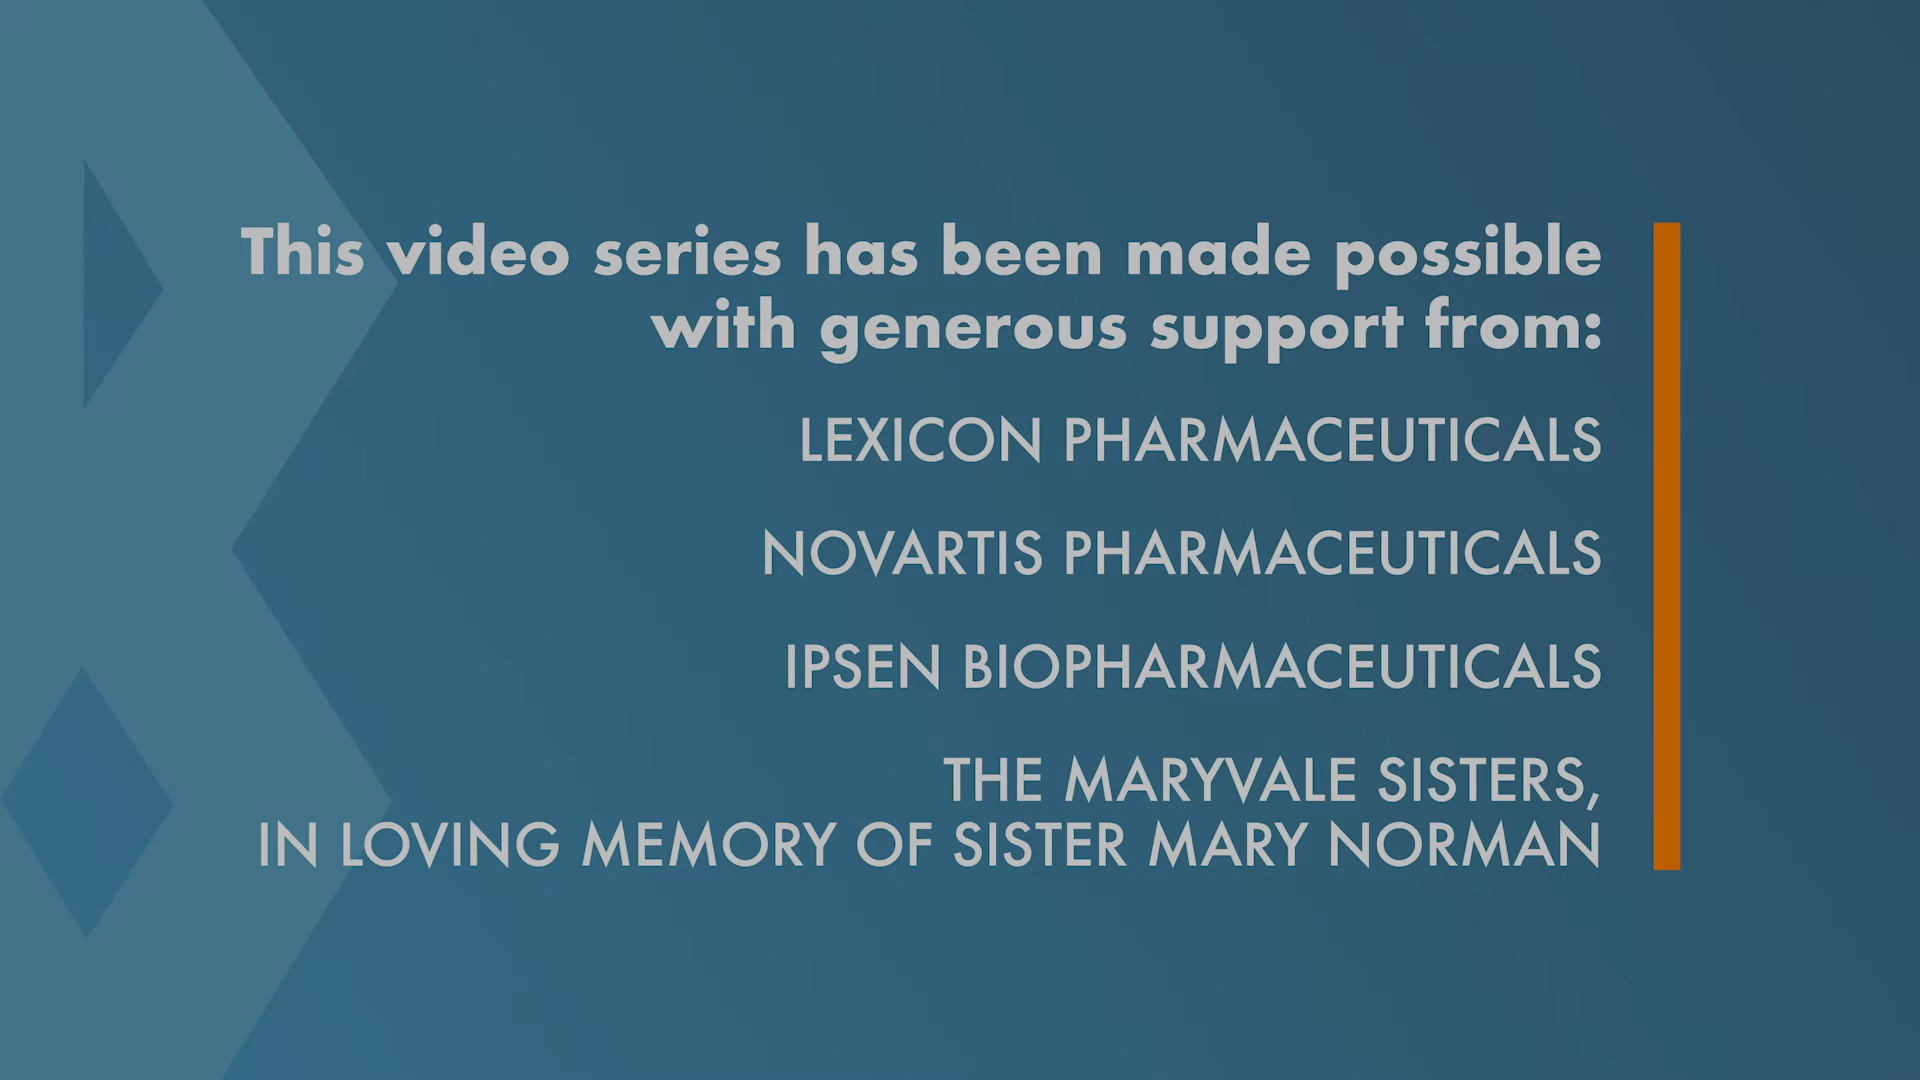 This video series has been made possible
with generous support from:
LEXICON PHARMACEUTICALS
NOVARTIS PHARMACEUTICALS
IPSEN BIOPHARMACEUTICALS
THE MARYVALE SISTERS,
IN LOVING MEMORY OF SISTER MARY NORMAN